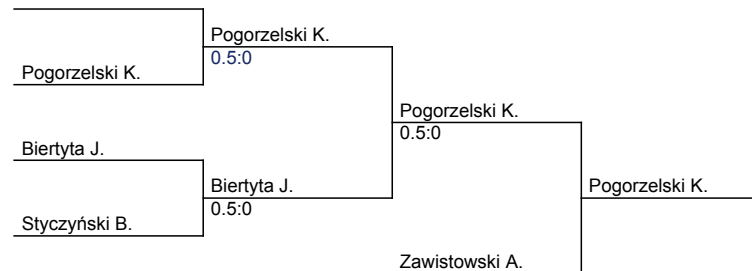 Pogorzelski K.
0.5:0
Pogorzelski K.
Pogorzelski K.
0.5:0
Biertyta J.
Biertyta J.
0.5:0
Pogorzelski K.
Styczyński B.
Zawistowski A.